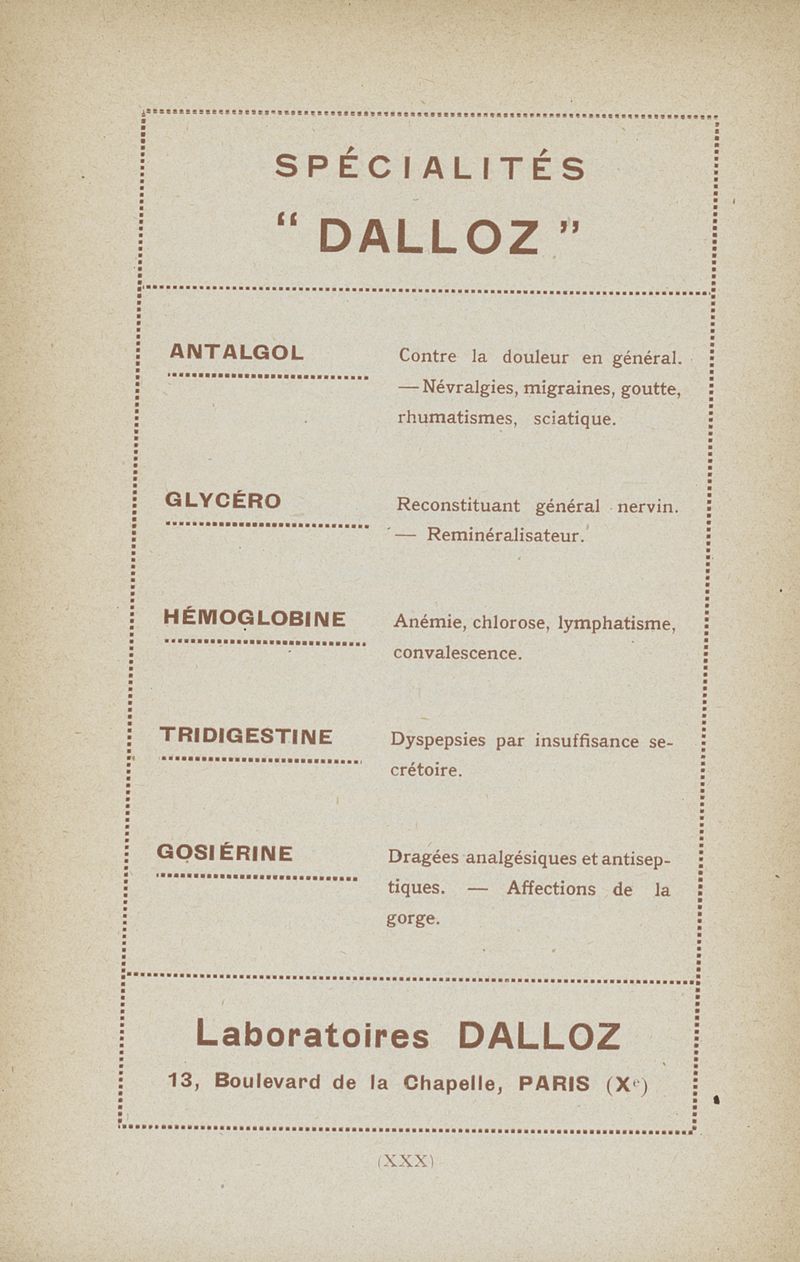 SPÉCIALITÉS
“ DALLOZ ”
ANTALGOL
Contre la douleur en général.
— Névralgies, migraines, goutte,
rhumatismes, sciatique.
GLYCÉRO
Reconstituant général nervin.
— Reminéralisateur.
HÉMOGLOBINE
Anémie, chlorose, lymphatisme,
convalescence.
TRIDIGESTINE
Dyspepsies par insuffisance se-
crétoire.
GOSIÉRINE
Dragées analgésiques et antisep-
tiques. — Affections de la
gorge.
Laboratoires DALLOZ
13, Boulevard de la Chapelle, PARIS (Xᵉ)
(XXX)